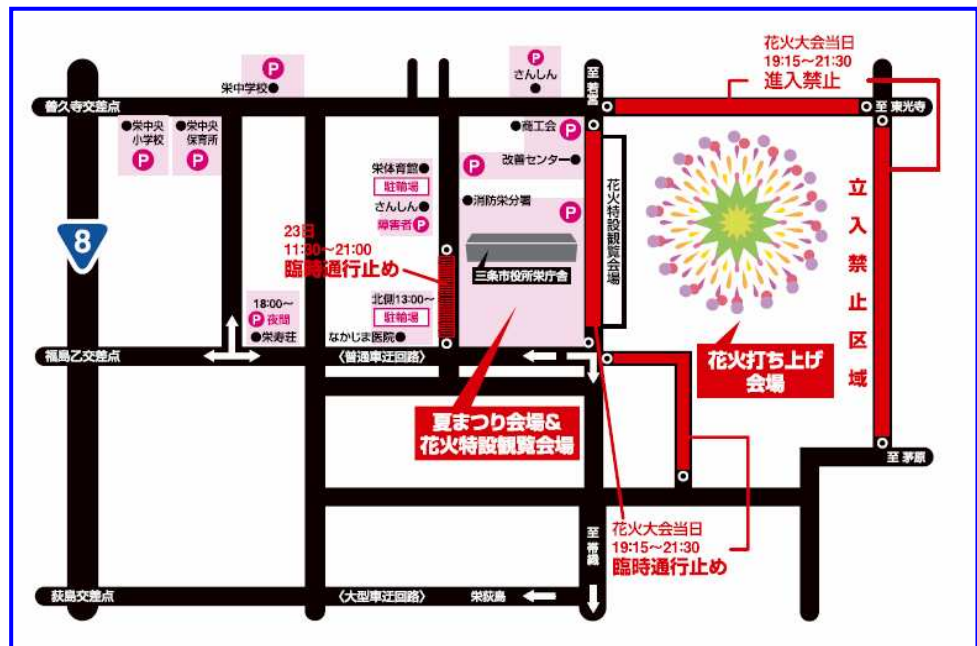 花火大会当日
19:15～21:30
進入禁止
P
さんしん●
P
栄中学校●
至 若宮
善久寺交差点
至 東光寺
●栄中央
小学校
P
●栄中央
保育所
P
●商工会 P
P
改善センター●
栄体育館●
駐輪場
さんしん●
障害者 P
●消防栄分署
P
花火特設観覧会場
立入禁止区域
8
23日
11:30～21:00
臨時通行止め
三条市役所栄庁舎
18:00～
P 夜間
●栄寿荘
北側13:00～
駐輪場
なかじま医院●
福島乙交差点
〈普通車迂回路〉
花火打ち上げ
会場
夏まつり会場&
花火特設観覧会場
至 茅原
花火大会当日
19:15～21:30
臨時通行止め
至 帯織
荻島交差点
〈大型車迂回路〉
栄荻島